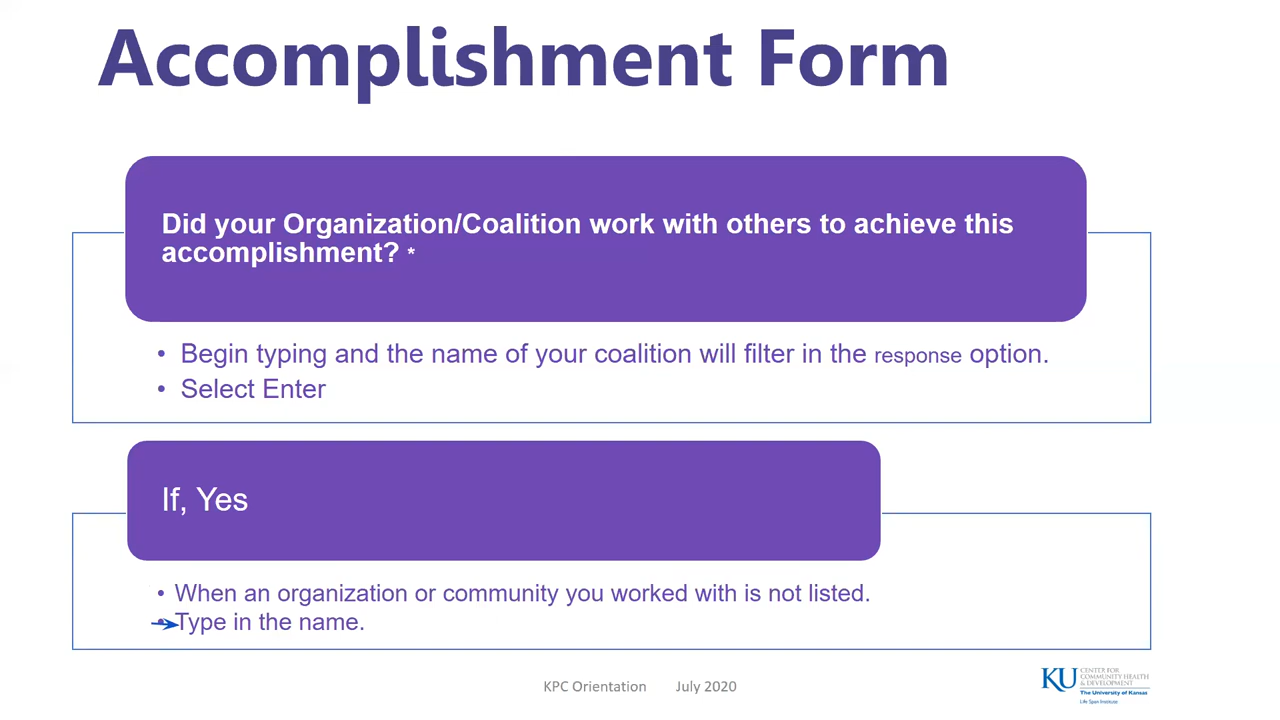 Accomplishment Form
Did your Organization/Coalition work with others to achieve this
accomplishment? *
• Begin typing and the name of your coalition will filter in the response option.
• Select Enter
If, Yes
• When an organization or community you worked with is not listed.
• Type in the name.
KPC Orientation July 2020
KU CENTER FOR
COMMUNITY HEALTH
& DEVELOPMENT
The University of Kansas
Life Span Institute